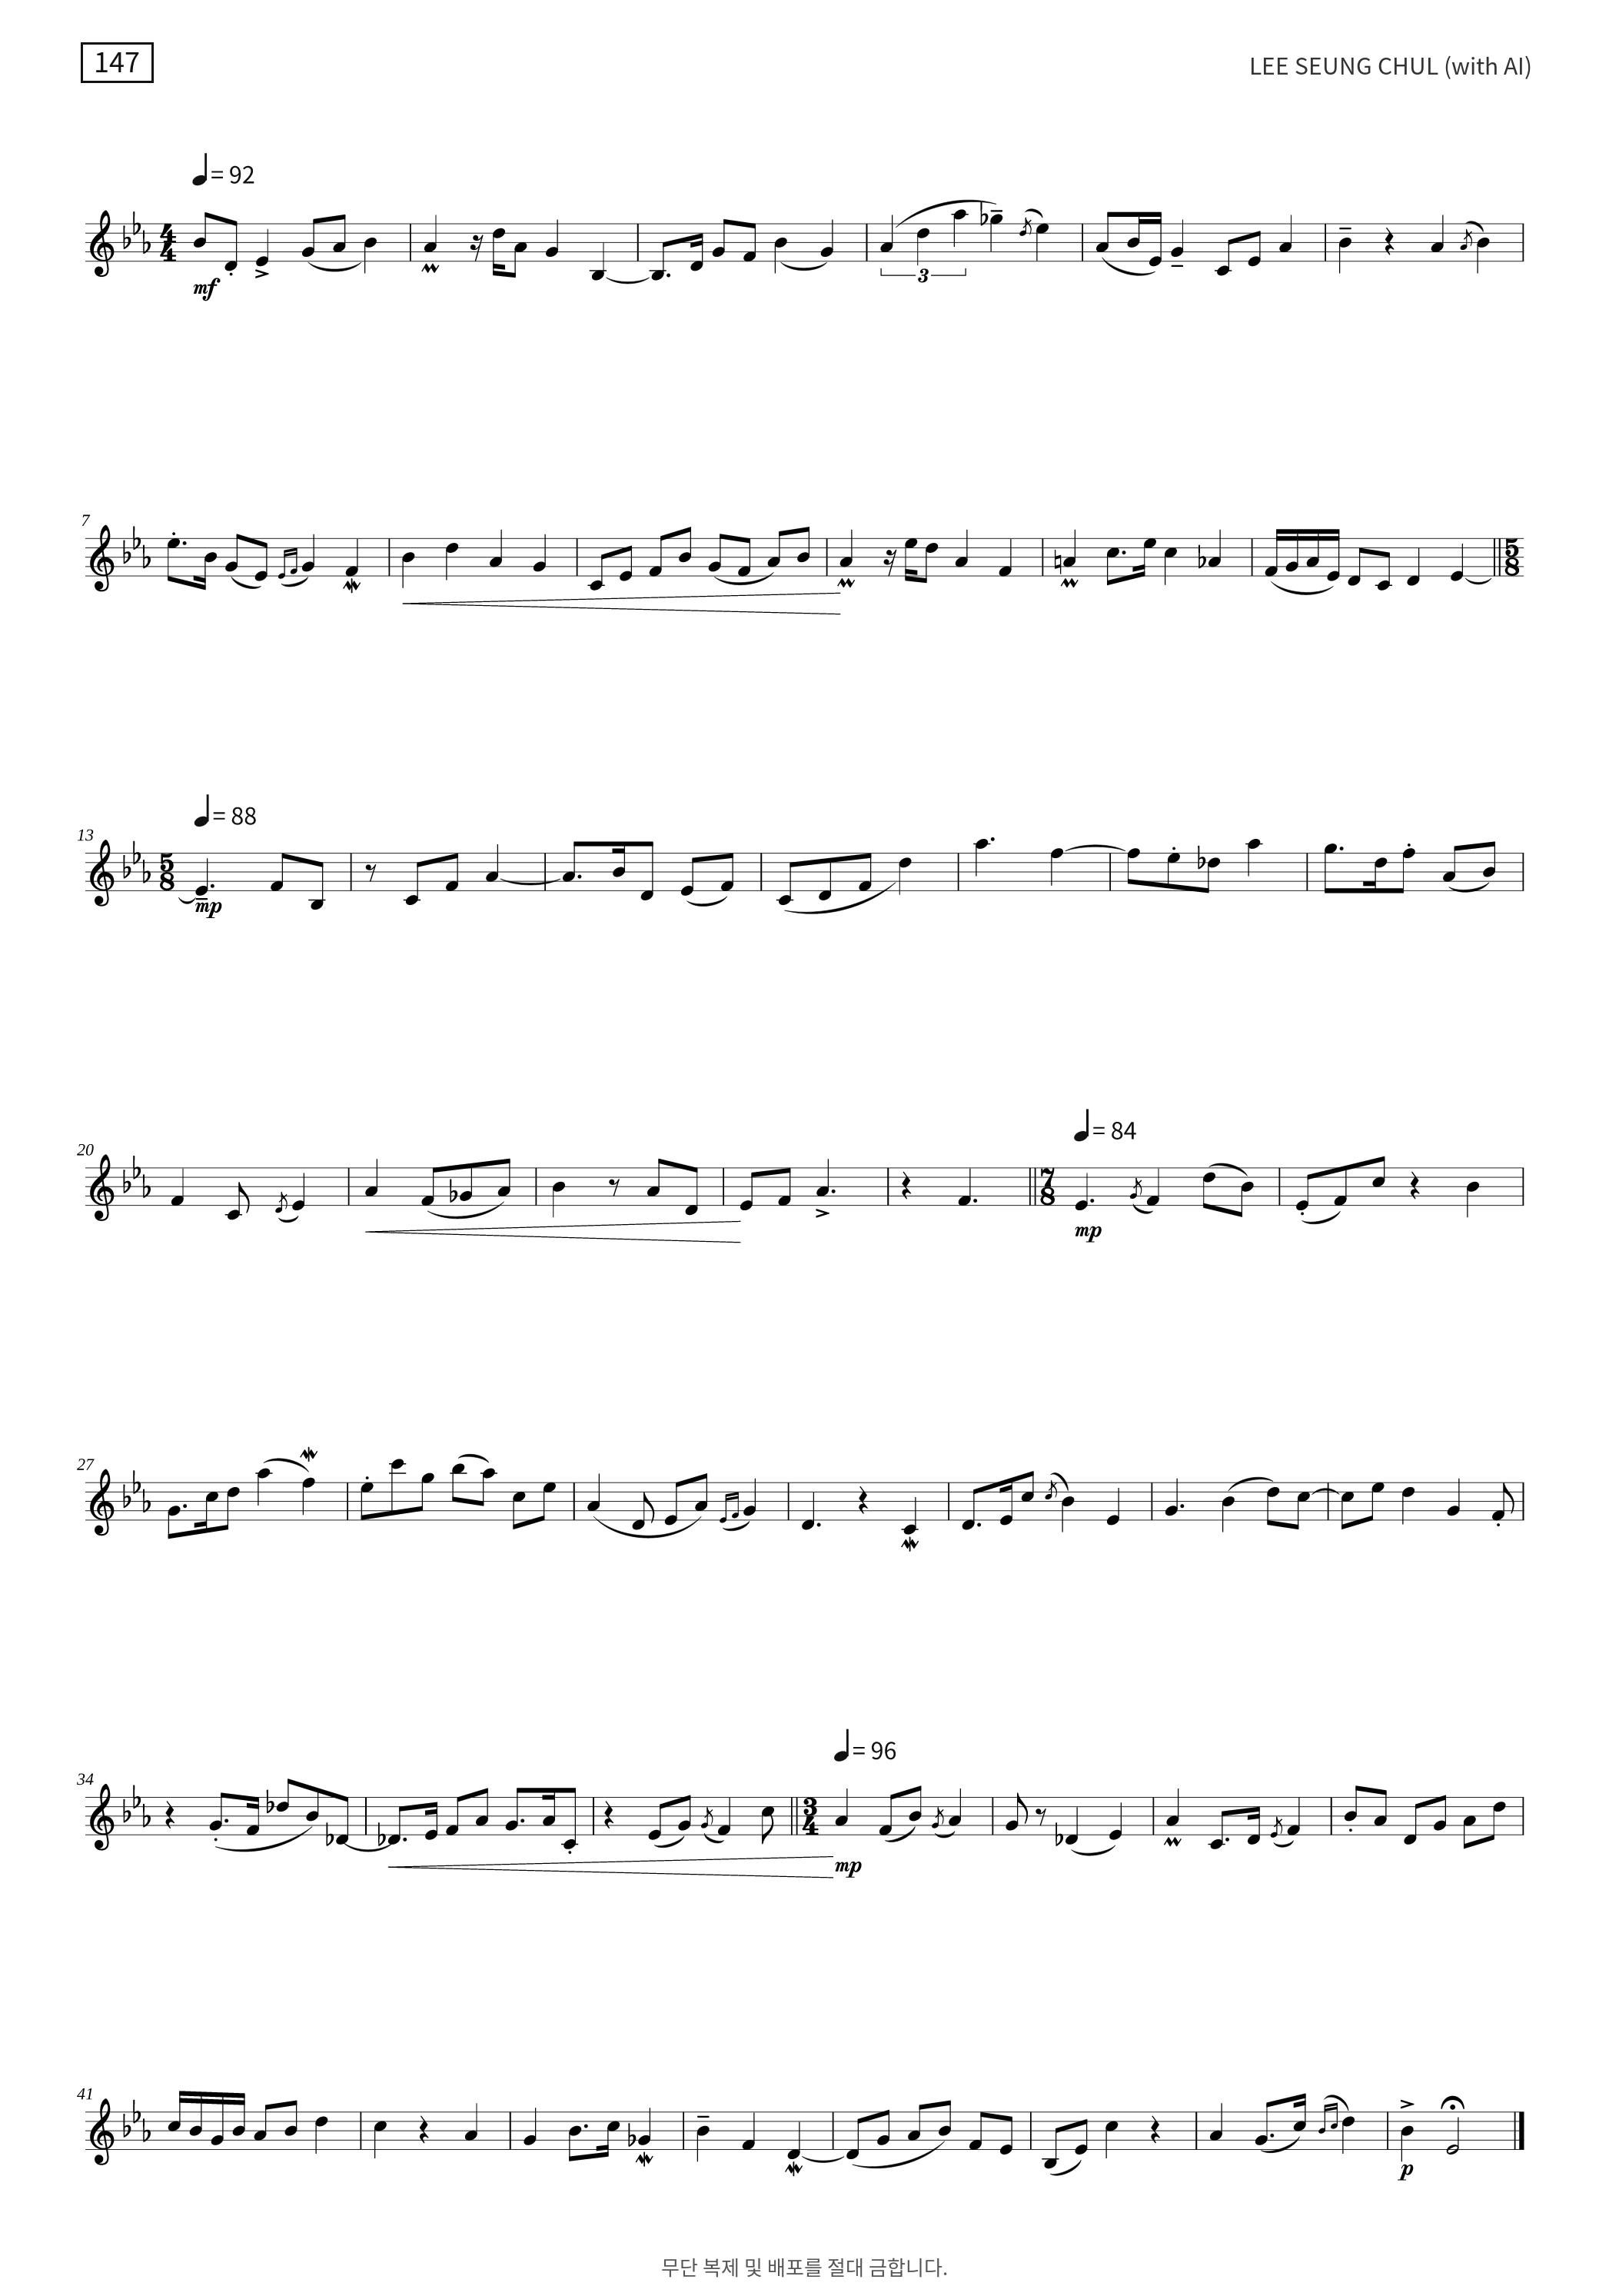 147
LEE SEUNG CHUL (with AI)
= 92
mf
3
7
= 88
13
mp
= 84
20
mp
27
= 96
34
mp
41
p
무단 복제 및 배포를 절대 금합니다.